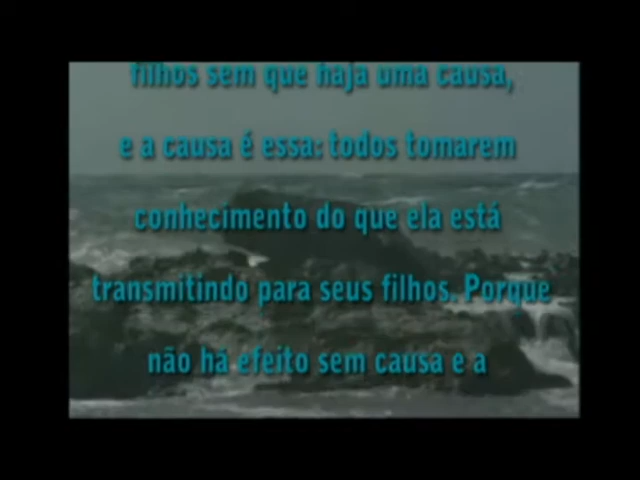 filhos sem que haja uma causa,
e a causa é essa: todos tomarem
conhecimento do que ela está
transmitindo para seus filhos. Porque
não há efeito sem causa e a